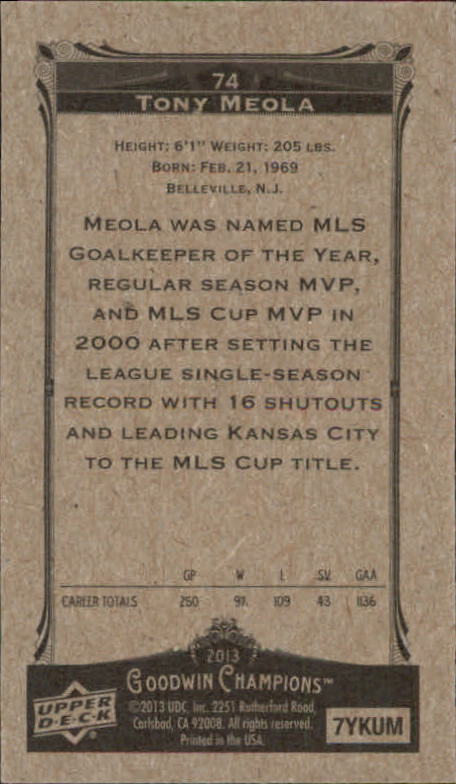 74
TONY MEOLA
HEIGHT: 6'1" WEIGHT: 205 LBS.
BORN: FEB. 21, 1969
BELLEVILLE, N.J.
MEOLA WAS NAMED MLS
GOALKEEPER OF THE YEAR,
REGULAR SEASON MVP,
AND MLS CUP MVP IN
2000 AFTER SETTING THE
LEAGUE SINGLE-SEASON
RECORD WITH 16 SHUTOUTS
AND LEADING KANSAS CITY
TO THE MLS CUP TITLE.
GP W L SV GAA
CAREER TOTALS 250 97 109 43 1136
2013
GOODWIN CHAMPIONS™
UPPER
D·E·C·K
©2013 UDC, Inc. 2251 Rutherford Road,
Carlsbad, CA 92008. All rights reserved.
Printed in the USA.
7YKUM